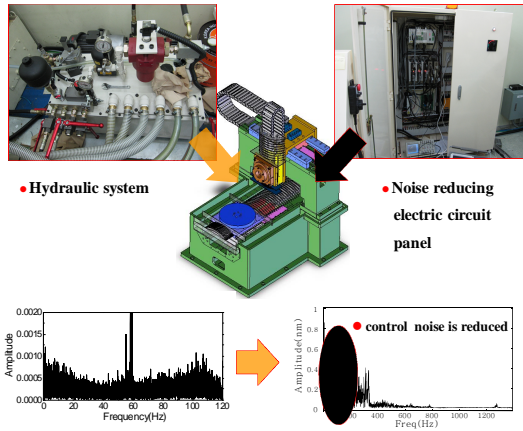 Hydraulic system
Noise reducing
electric circuit
panel
0.0020
0.0015
0.0010
0.0005
0.0000
Amplitude
0 20 40 60 80 100 120
Frequency(Hz)
control noise is reduced
1
0.8
0.6
0.4
0.2
0
Amplitude(nm)
400 600 800 1000 1200
Freq(Hz)